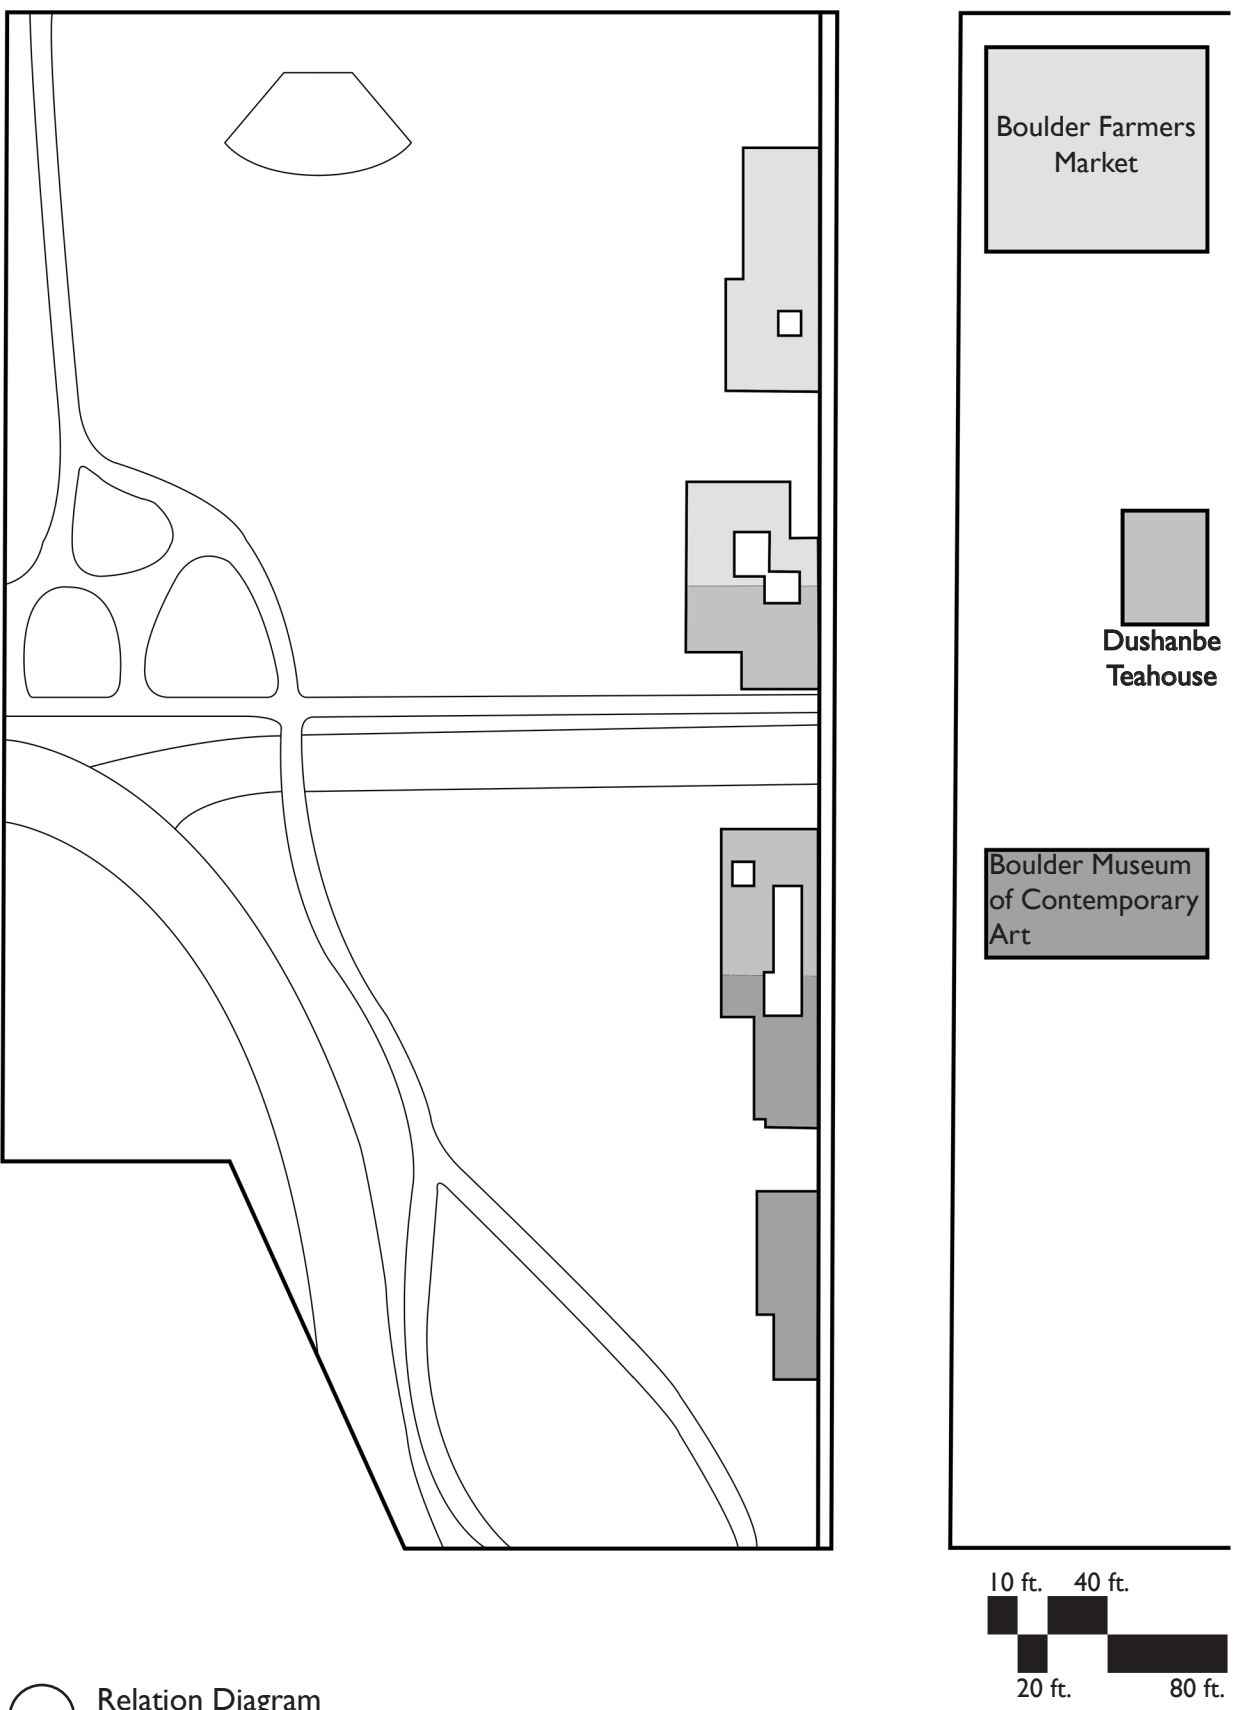 Boulder Farmers
Market
Dushanbe
Teahouse
Boulder Museum
of Contemporary
Art
10 ft. 40 ft.
20 ft. 80 ft.
Relation Diagram